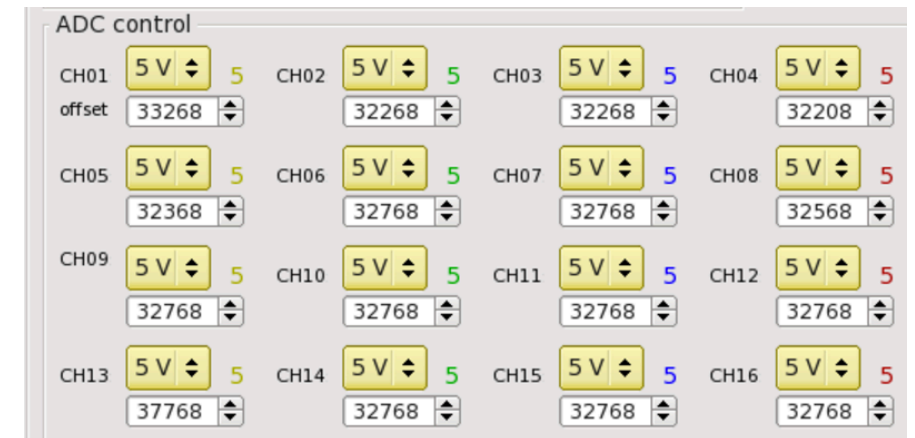 ADC control
CH01 5 V 5 CH02 5 V 5 CH03 5 V 5 CH04 5 V 5
offset 33268 32268 32268 32208
CH05 5 V 5 CH06 5 V 5 CH07 5 V 5 CH08 5 V 5
32368 32768 32768 32568
CH09 5 V 5 CH10 5 V 5 CH11 5 V 5 CH12 5 V 5
32768 32768 32768 32768
CH13 5 V 5 CH14 5 V 5 CH15 5 V 5 CH16 5 V 5
37768 32768 32768 32768